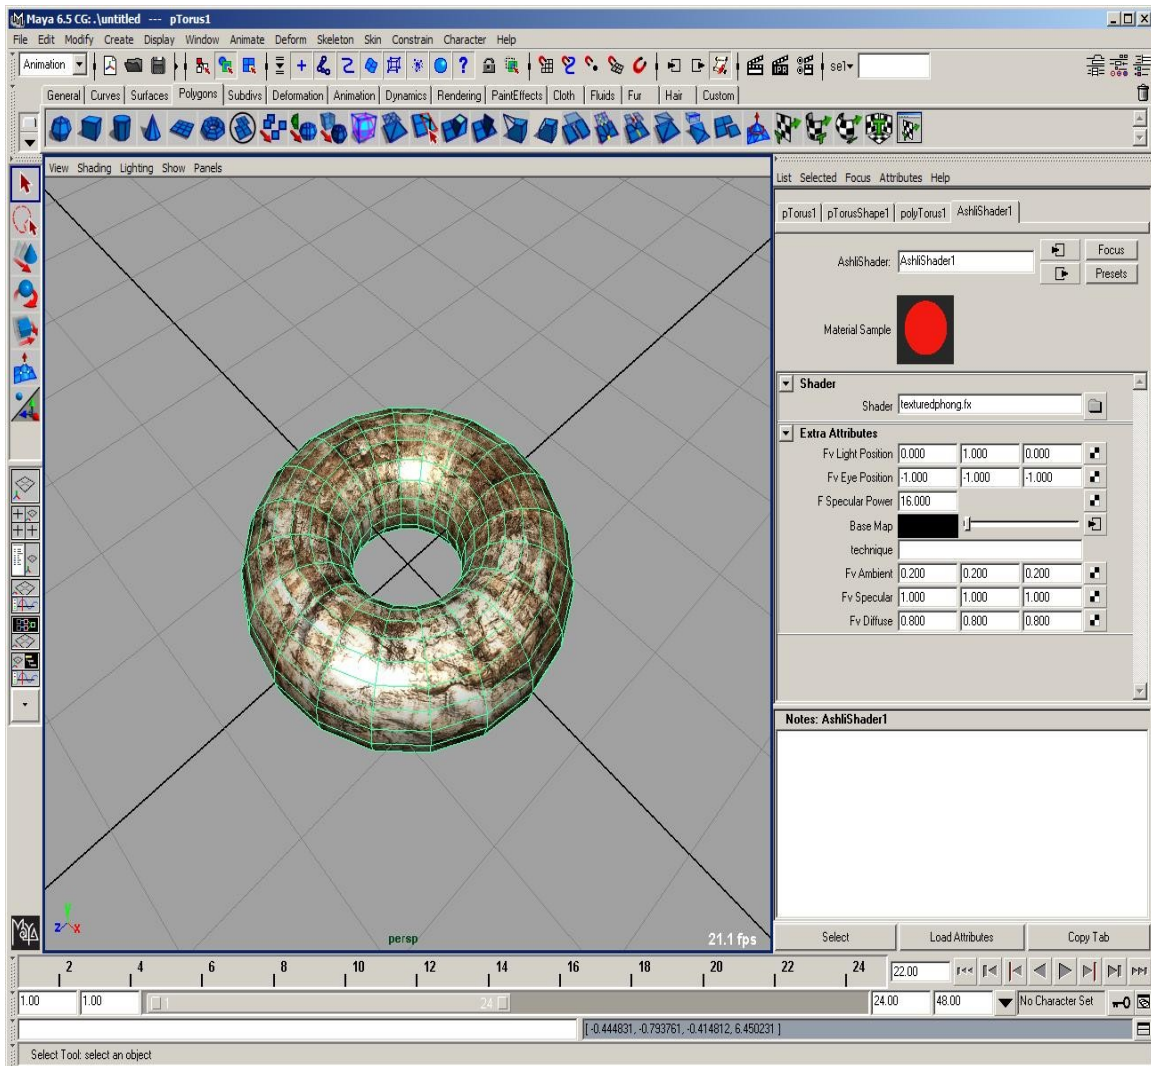 Maya 6.5 CG: .\untitled --- pTorus1
File Edit Modify Create Display Window Animate Deform Skeleton Skin Constrain Character Help
Animation sel
General Curves Surfaces Polygons Subdivs Deformation Animation Dynamics Rendering PaintEffects Cloth Fluids Fur Hair Custom
View Shading Lighting Show Panels
List Selected Focus Attributes Help
pTorus1 pTorusShape1 polyTorus1 AshliShader1
AshliShader: AshliShader1 Focus
Presets
Material Sample
Shader
Shader texturedphong.fx
Extra Attributes
Fv Light Position 0.000 1.000 0.000
Fv Eye Position -1.000 -1.000 -1.000
F Specular Power 16.000
Base Map
technique
Fv Ambient 0.200 0.200 0.200
Fv Specular 1.000 1.000 1.000
Fv Diffuse 0.800 0.800 0.800
Notes: AshliShader1
y
z x
persp
21.1 fps
Select Load Attributes Copy Tab
2 4 6 8 10 12 14 16 18 20 22 24 22.00
1.00 1.00 1 24 24.00 48.00 No Character Set
[ -0.444831, -0.793761, -0.414812, 6.450231 ]
Select Tool: select an object